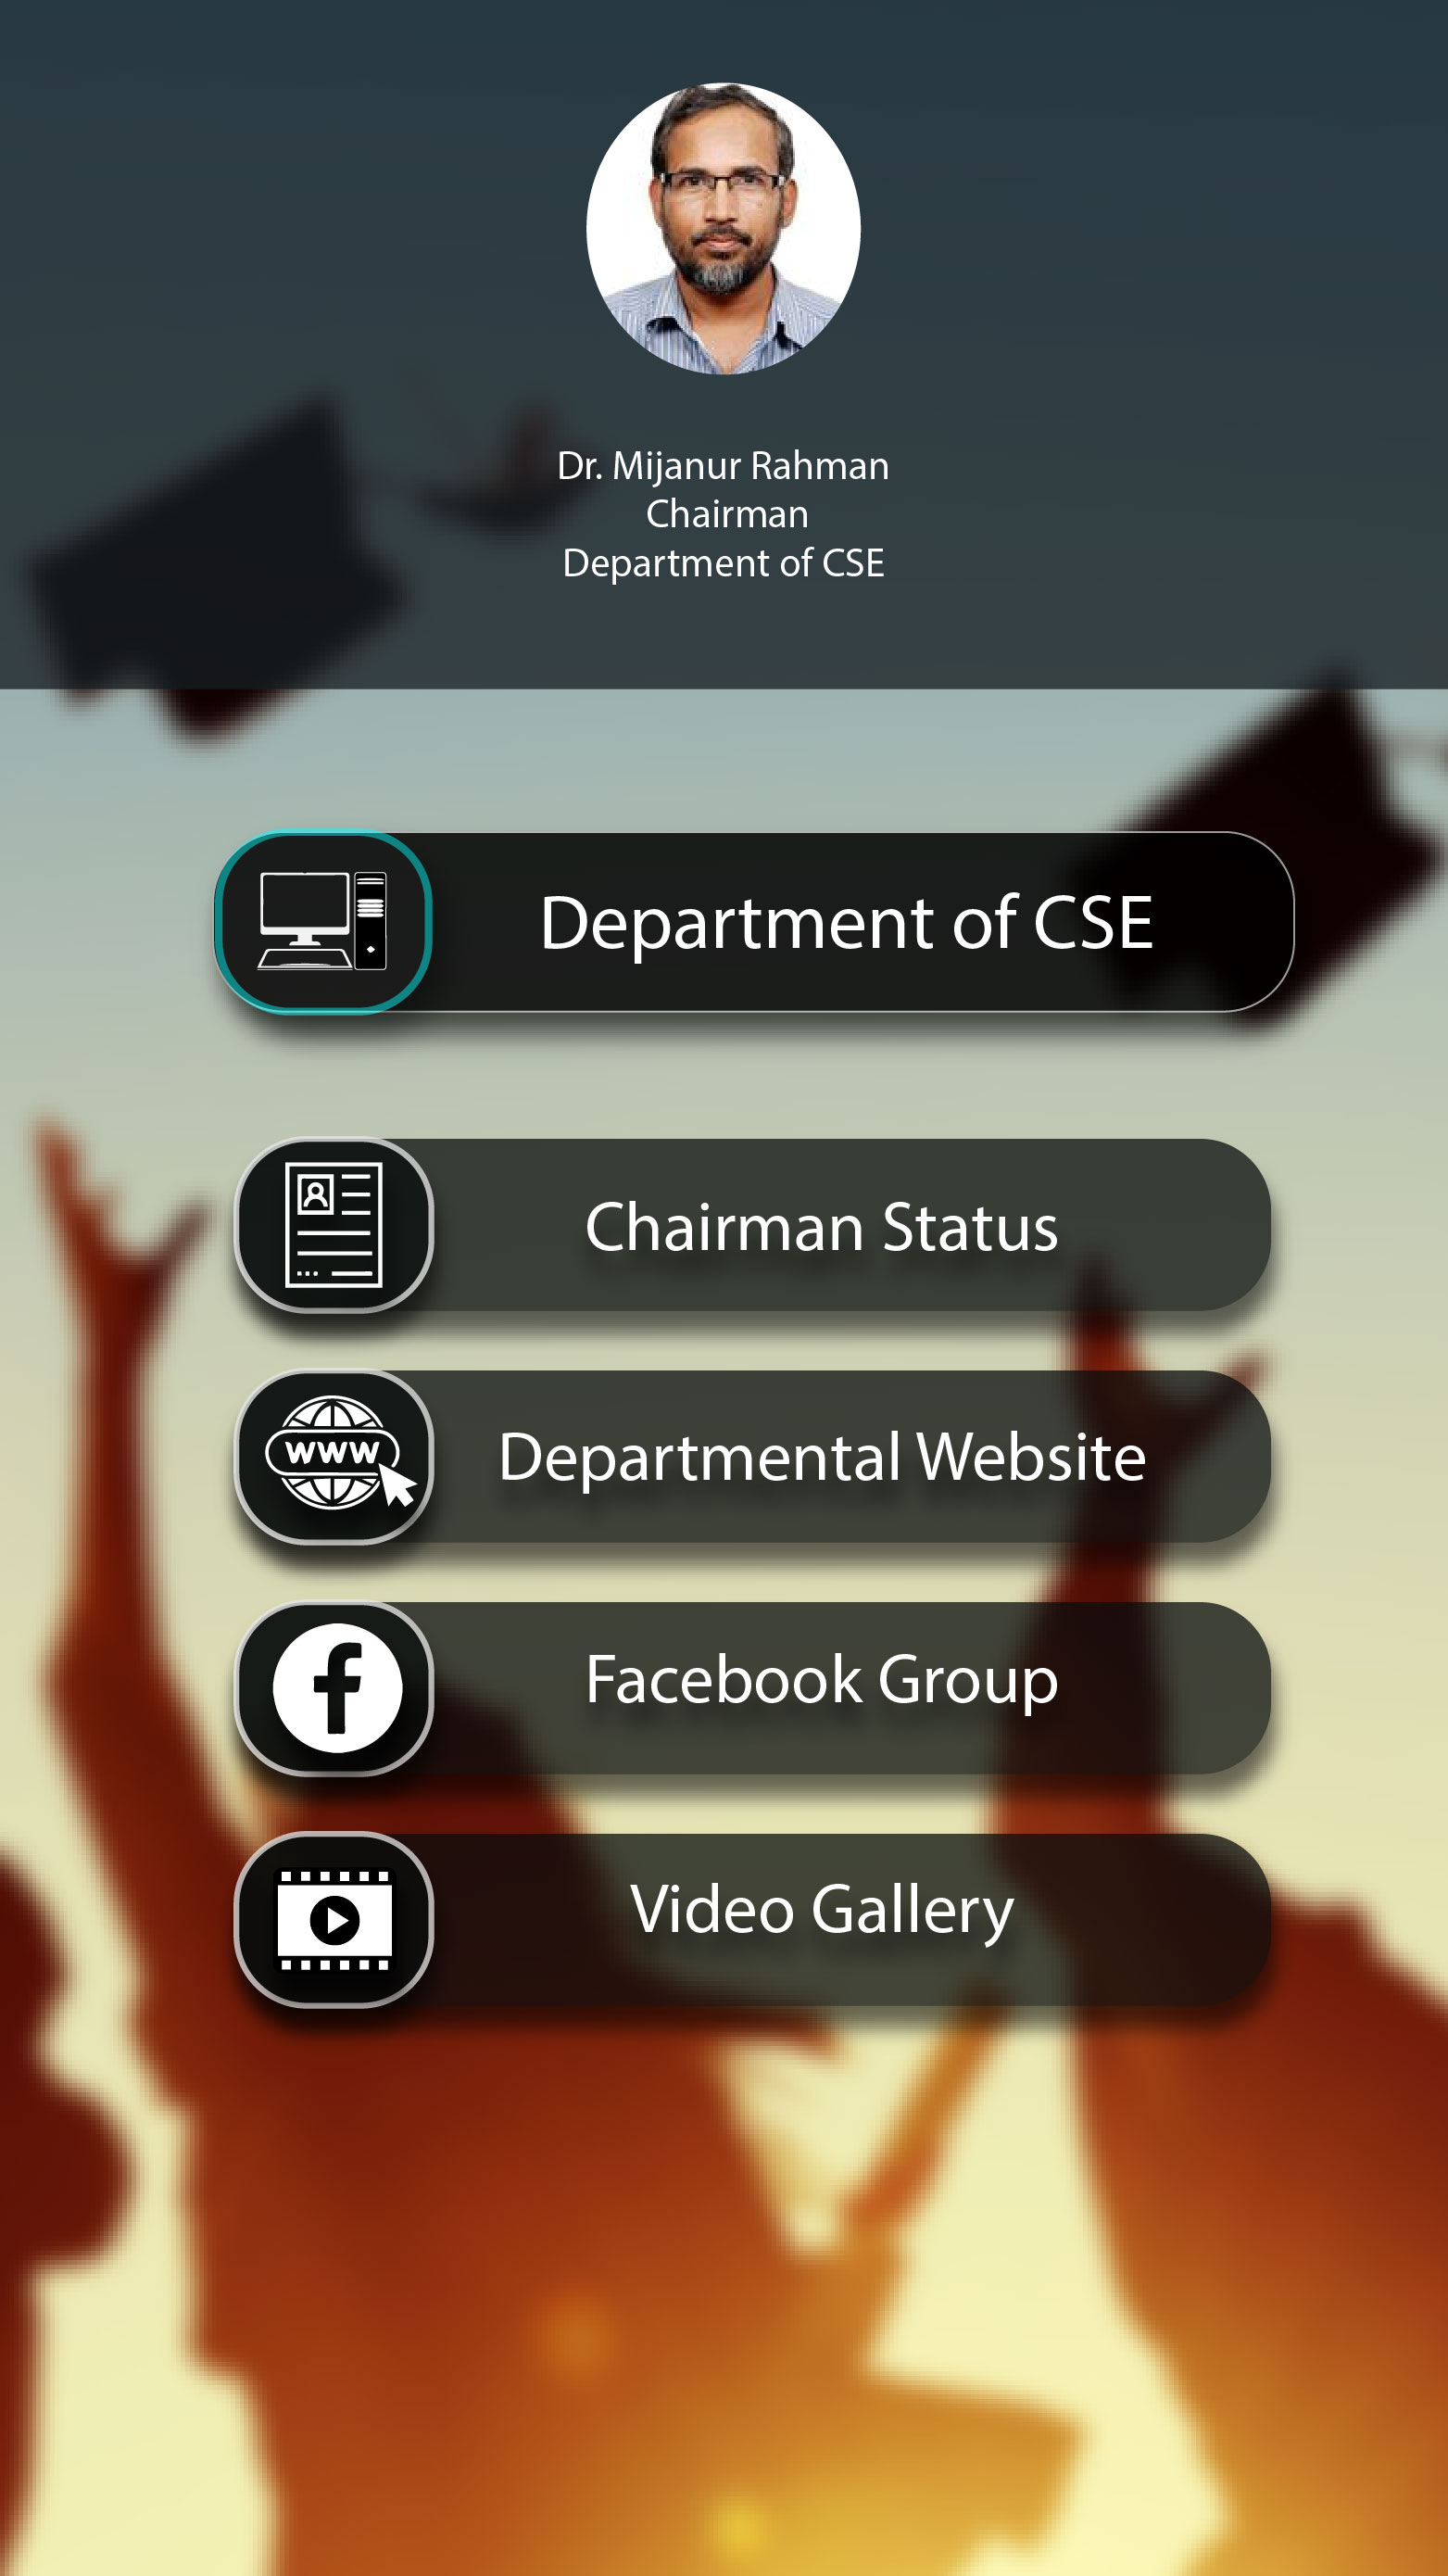 Dr. Mijanur Rahman
Chairman
Department of CSE
Department of CSE
Chairman Status
www
Departmental Website
Facebook Group
Video Gallery